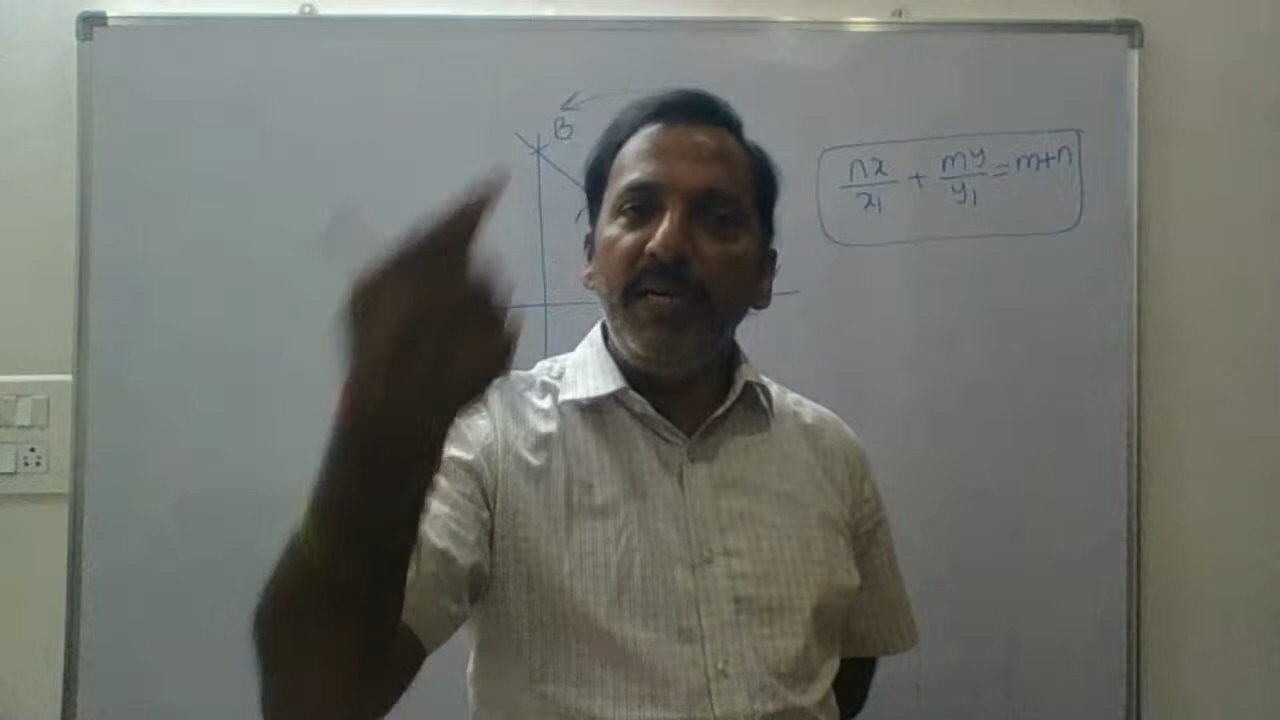 B
nx/x₁ + my/y₁ = m+n